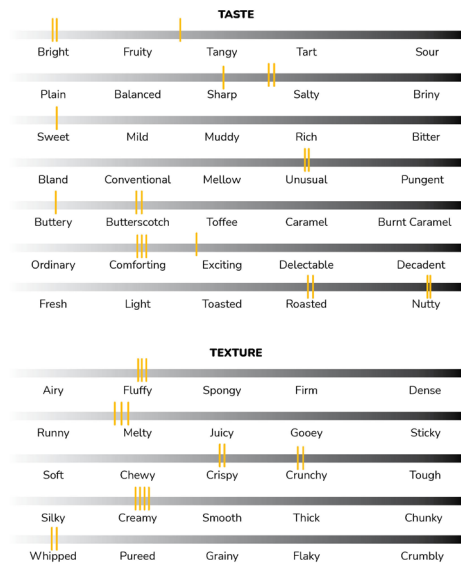 TASTE
Bright Fruity Tangy Tart Sour
Plain Balanced Sharp Salty Briny
Sweet Mild Muddy Rich Bitter
Bland Conventional Mellow Unusual Pungent
Buttery Butterscotch Toffee Caramel Burnt Caramel
Ordinary Comforting Exciting Delectable Decadent
Fresh Light Toasted Roasted Nutty
TEXTURE
Airy Fluffy Spongy Firm Dense
Runny Melty Juicy Gooey Sticky
Soft Chewy Crispy Crunchy Tough
Silky Creamy Smooth Thick Chunky
Whipped Pureed Grainy Flaky Crumbly